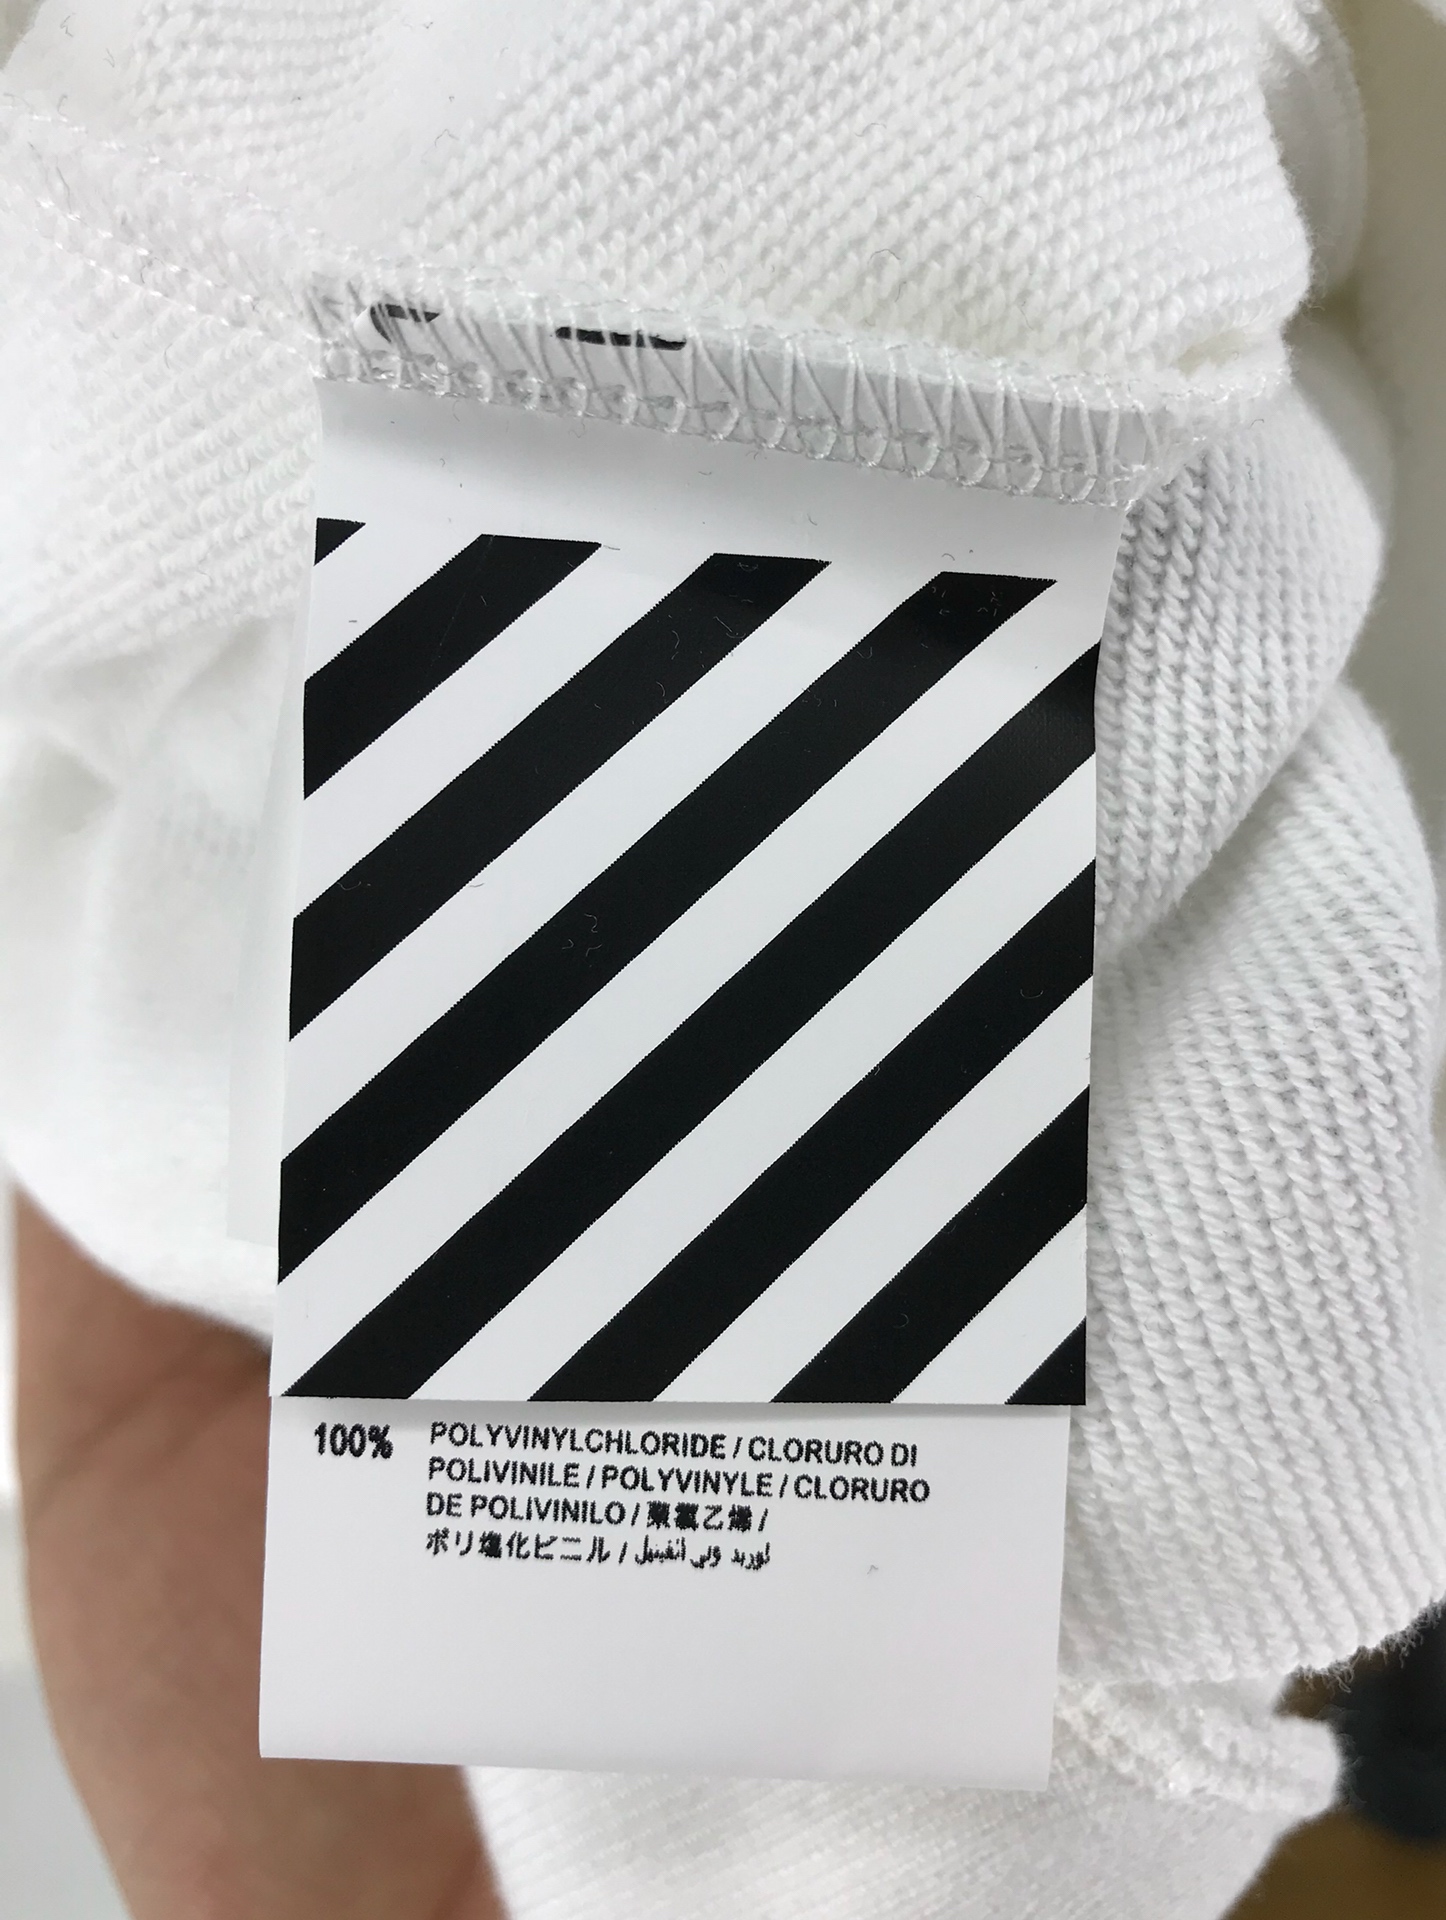 100% POLYVINYLCHLORIDE / CLORURO DI
POLIVINILE / POLYVINYLE / CLORURO
DE POLIVINILO / 聚氯乙烯 /
ポリ塩化ビニル /